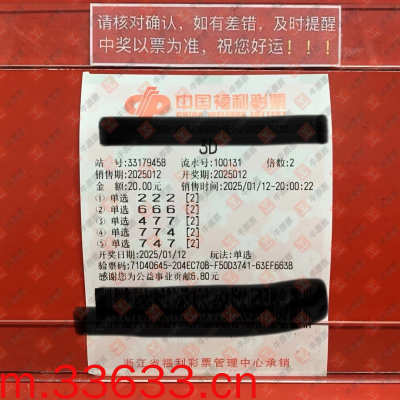 请核对确认，如有差错，及时提醒
中奖以票为准，祝您好运！！！
中国福利彩票
3D
站 号:33179458 流水号:100131 倍数:2
销售期:2025012 开奖期:2025012
金 额:20.00元 销售时间:2025/01/12-20:00:22
① 单选 2 2 2 [2]
② 单选 6 6 6 [2]
③ 单选 4 7 7 [2]
④ 单选 7 7 4 [2]
⑤ 单选 7 4 7 [2]
开奖日期:2025/01/12 玩法:单选
验票码:71D40645-204EC70B-F50D3741-63EF663B
感谢您为公益事业贡献6.80元
浙江省福利彩票管理中心承销
m.33633.cn